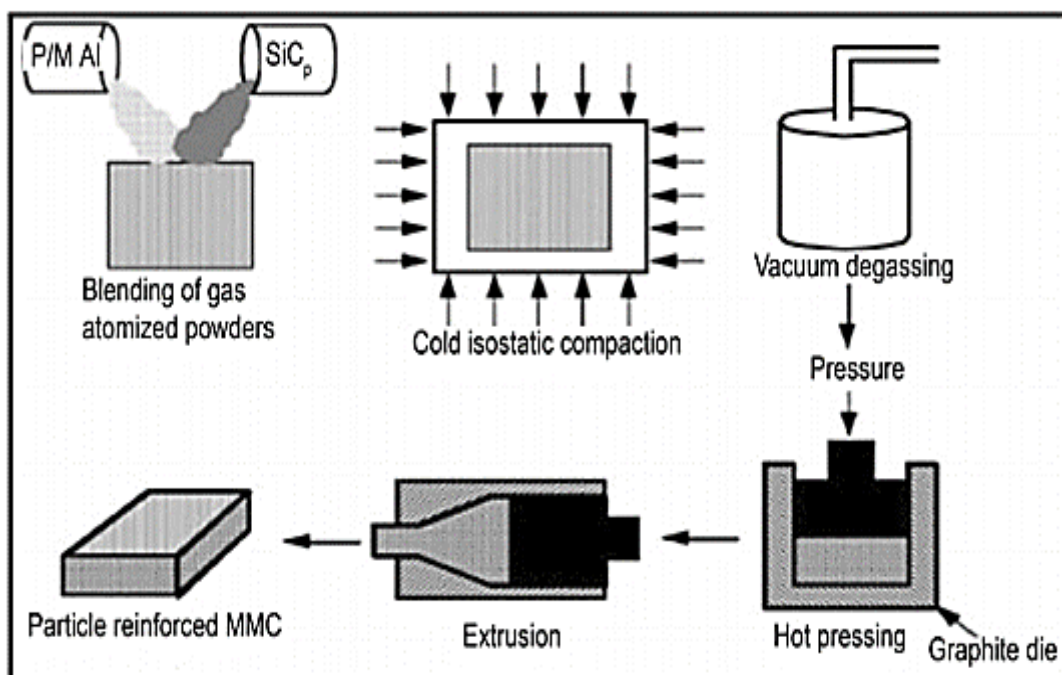 P/M Al
SiCp
Blending of gas
atomized powders
Cold isostatic compaction
Vacuum degassing
Pressure
Particle reinforced MMC
Extrusion
Hot pressing
Graphite die